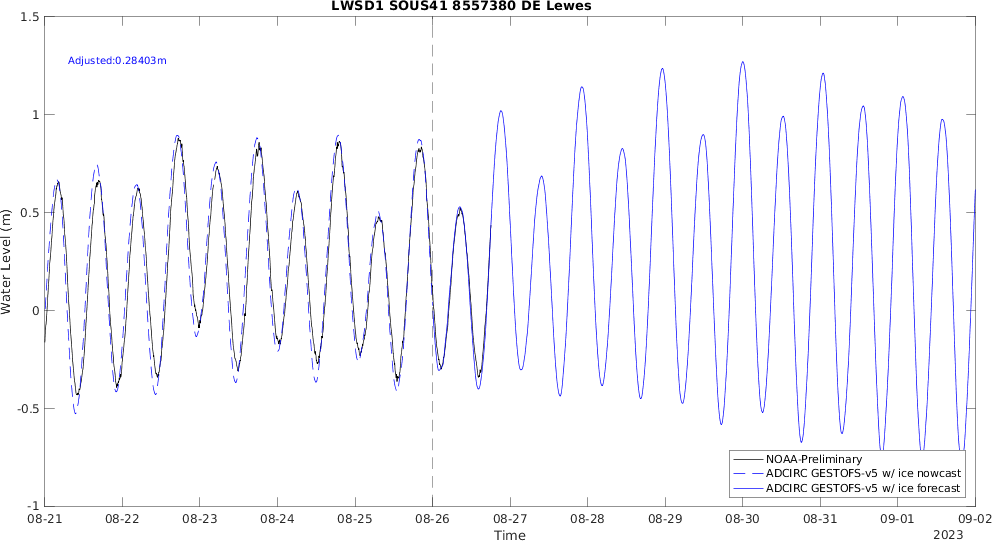 LWSD1 SOUS41 8557380 DE Lewes
1.5
Adjusted:0.28403m
1
0.5
0
-0.5
-1
Water Level (m)
NOAA-Preliminary
ADCIRC GESTOFS-v5 w/ ice nowcast
ADCIRC GESTOFS-v5 w/ ice forecast
08-21 08-22 08-23 08-24 08-25 08-26 08-27 08-28 08-29 08-30 08-31 09-01 09-02
Time
2023